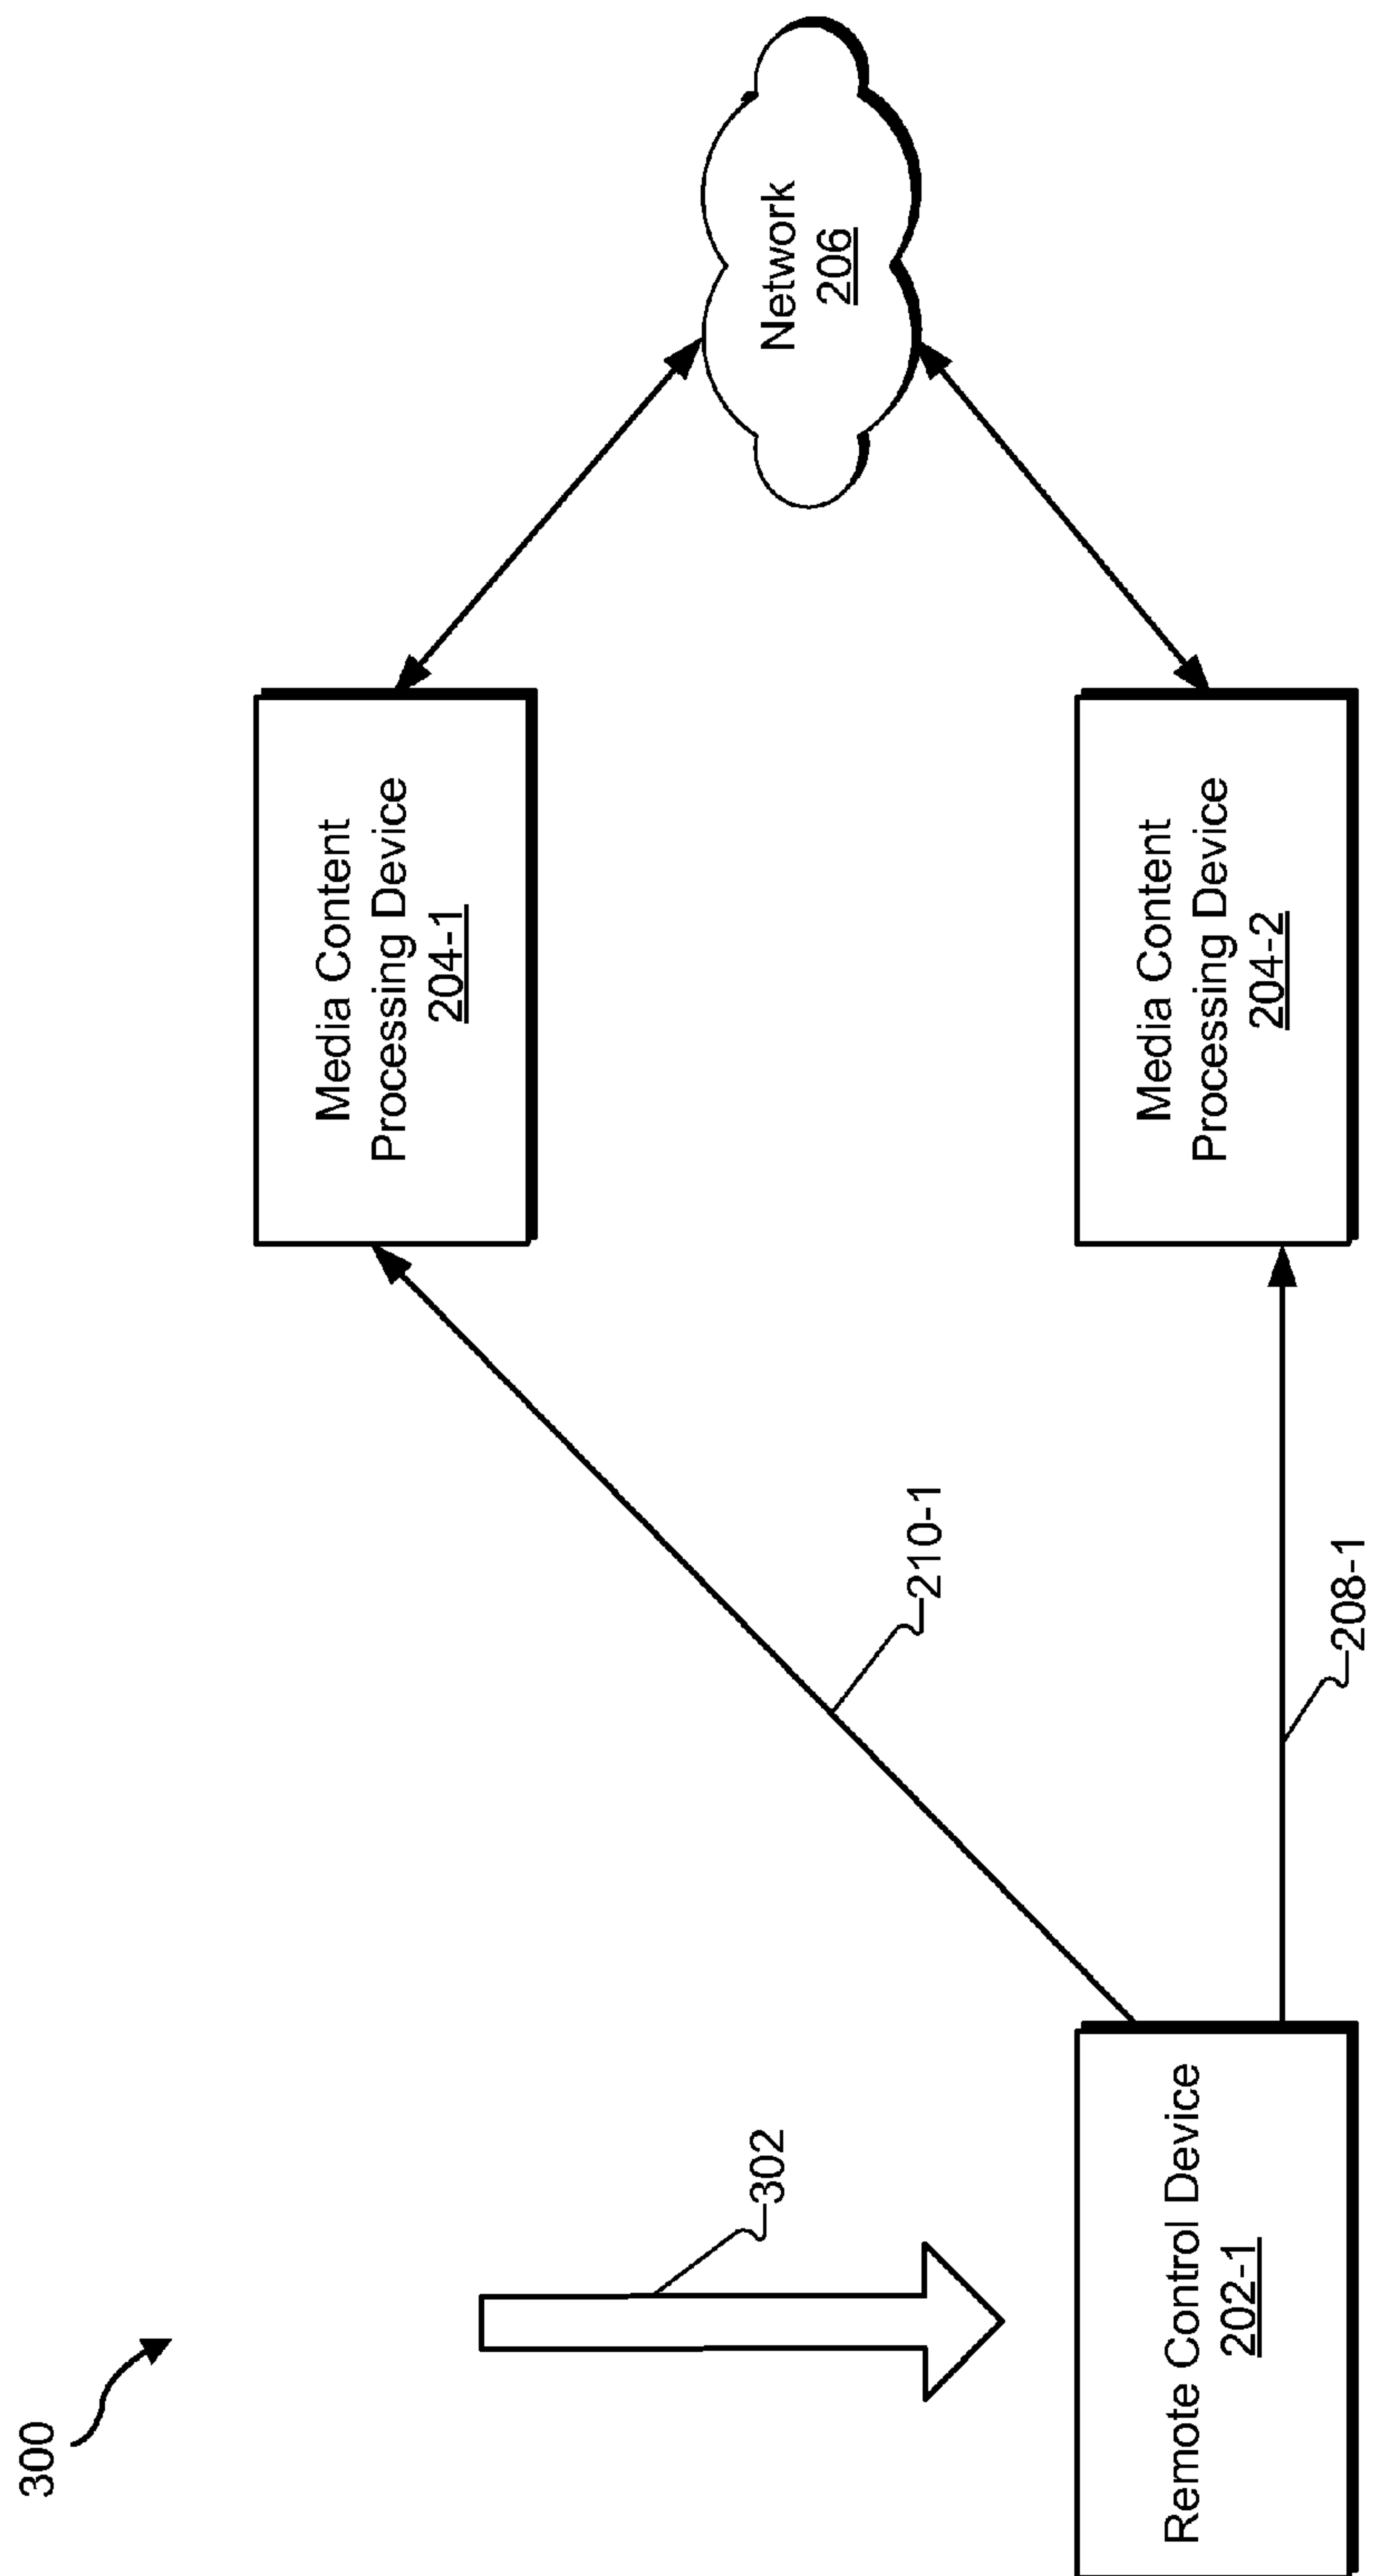 300
Media Content
Processing Device
204-1
Network
206
302
210-1
Remote Control Device
202-1
208-1
Media Content
Processing Device
204-2